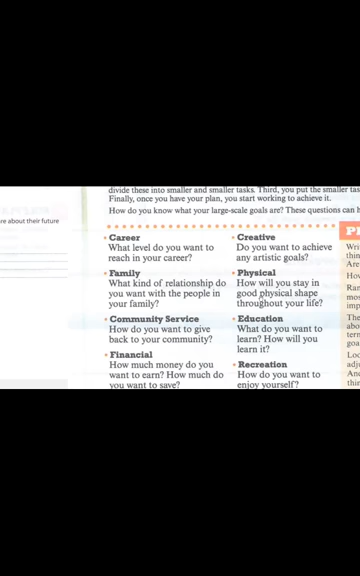 divide these into smaller and smaller tasks. Third, you put the smaller
Finally, once you have your plan, you start working to achieve it.
re about their future
How do you know what your large-scale goals are? These questions can
• Career
What level do you want to
reach in your career?
• Family
What kind of relationship do
you want with the people in
your family?
• Community Service
How do you want to give
back to your community?
• Financial
How much money do you
want to earn? How much do
you want to save?
• Creative
Do you want to achieve
any artistic goals?
• Physical
How will you stay in
good physical shape
throughout your life?
• Education
What do you want to
learn? How will you
learn it?
• Recreation
How do you want to
enjoy yourself?
Are